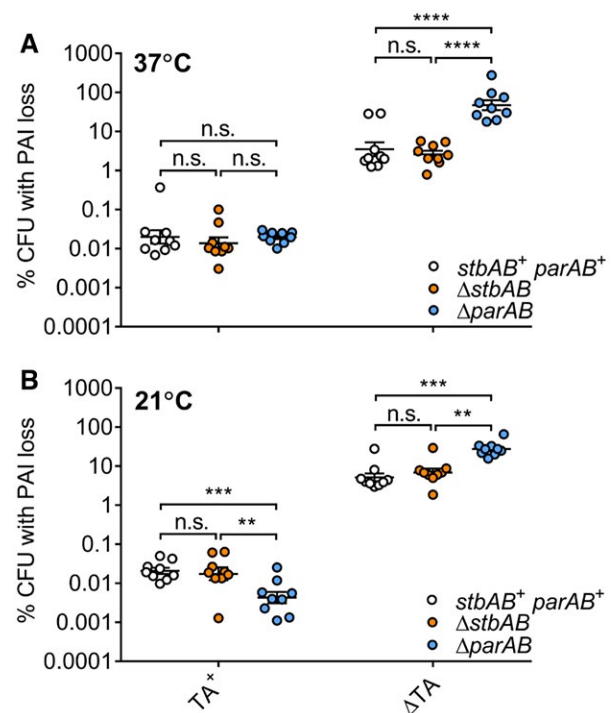 A
37°C
% CFU with PAI loss
1000
100
10
1
0.1
0.01
0.001
0.0001
n.s.
n.s. n.s.
****
n.s. ****
stbAB⁺ parAB⁺
ΔstbAB
ΔparAB
B
21°C
% CFU with PAI loss
1000
100
10
1
0.1
0.01
0.001
0.0001
***
n.s. **
***
n.s. **
stbAB⁺ parAB⁺
ΔstbAB
ΔparAB
TA⁺ ΔTA